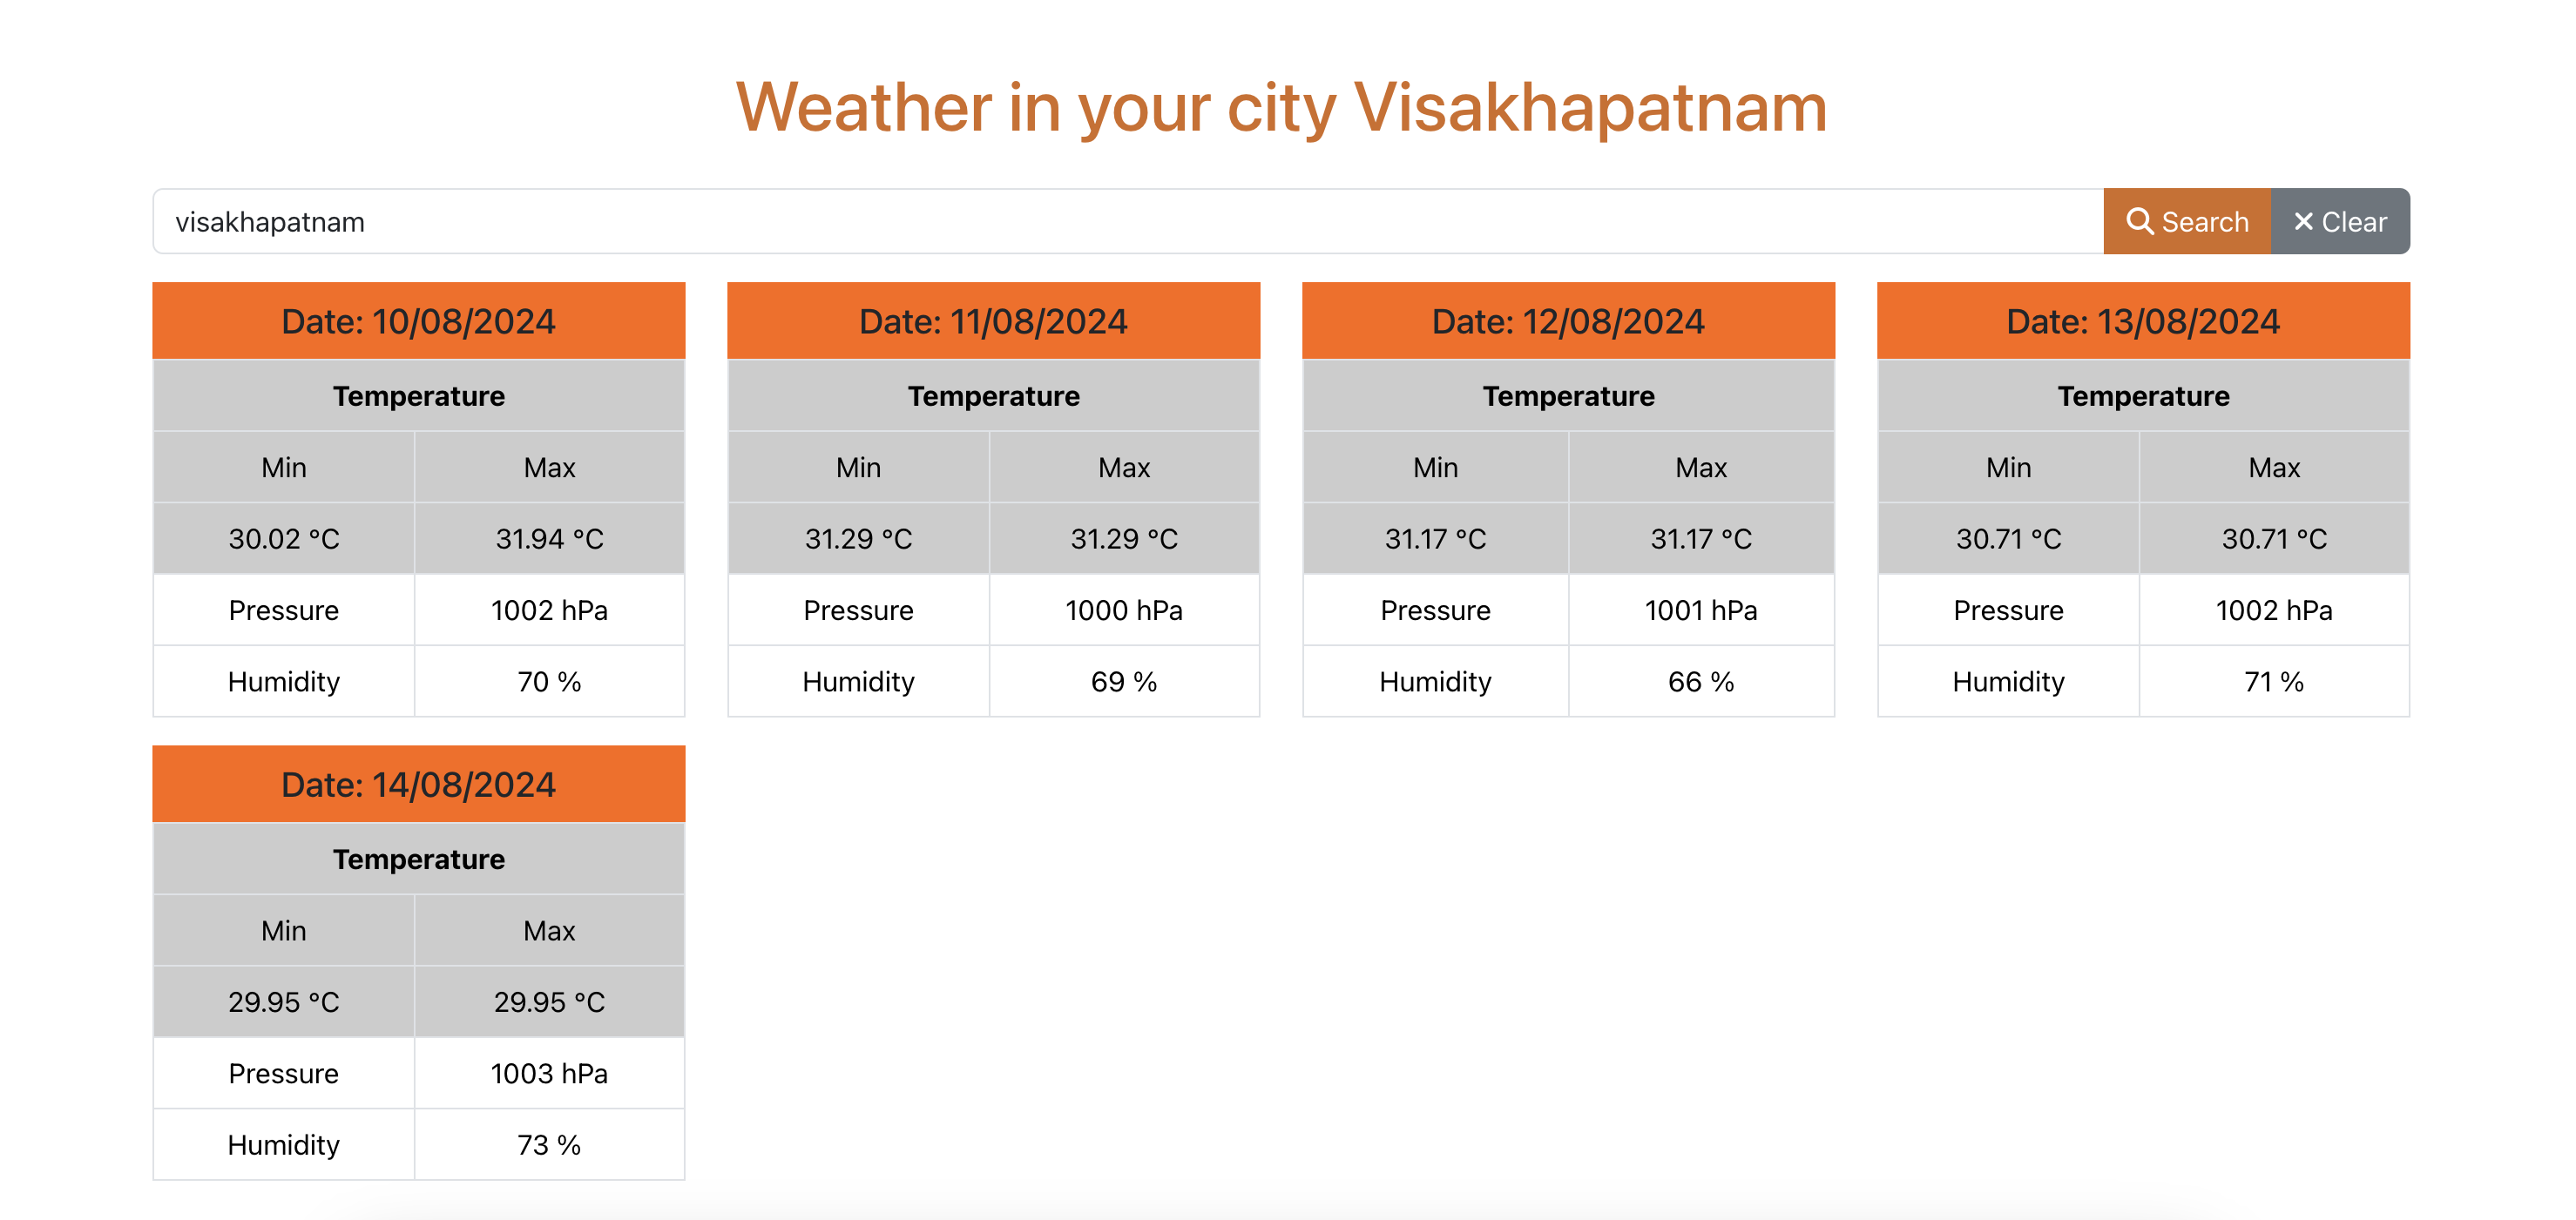 Weather in your city Visakhapatnam
visakhapatnam Search Clear
Date: 10/08/2024
Temperature
Min Max
30.02 °C 31.94 °C
Pressure 1002 hPa
Humidity 70 %
Date: 11/08/2024
Temperature
Min Max
31.29 °C 31.29 °C
Pressure 1000 hPa
Humidity 69 %
Date: 12/08/2024
Temperature
Min Max
31.17 °C 31.17 °C
Pressure 1001 hPa
Humidity 66 %
Date: 13/08/2024
Temperature
Min Max
30.71 °C 30.71 °C
Pressure 1002 hPa
Humidity 71 %
Date: 14/08/2024
Temperature
Min Max
29.95 °C 29.95 °C
Pressure 1003 hPa
Humidity 73 %